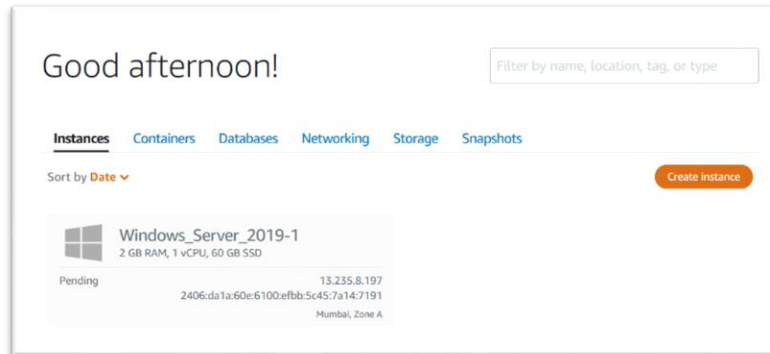 Good afternoon!
Filter by name, location, tag, or type
Instances Containers Databases Networking Storage Snapshots
Sort by Date
Create instance
Windows_Server_2019-1
2 GB RAM, 1 vCPU, 60 GB SSD
Pending 13.235.8.197
2406:da1a:60e:6100:efbb:5c45:7a14:7191
Mumbai, Zone A